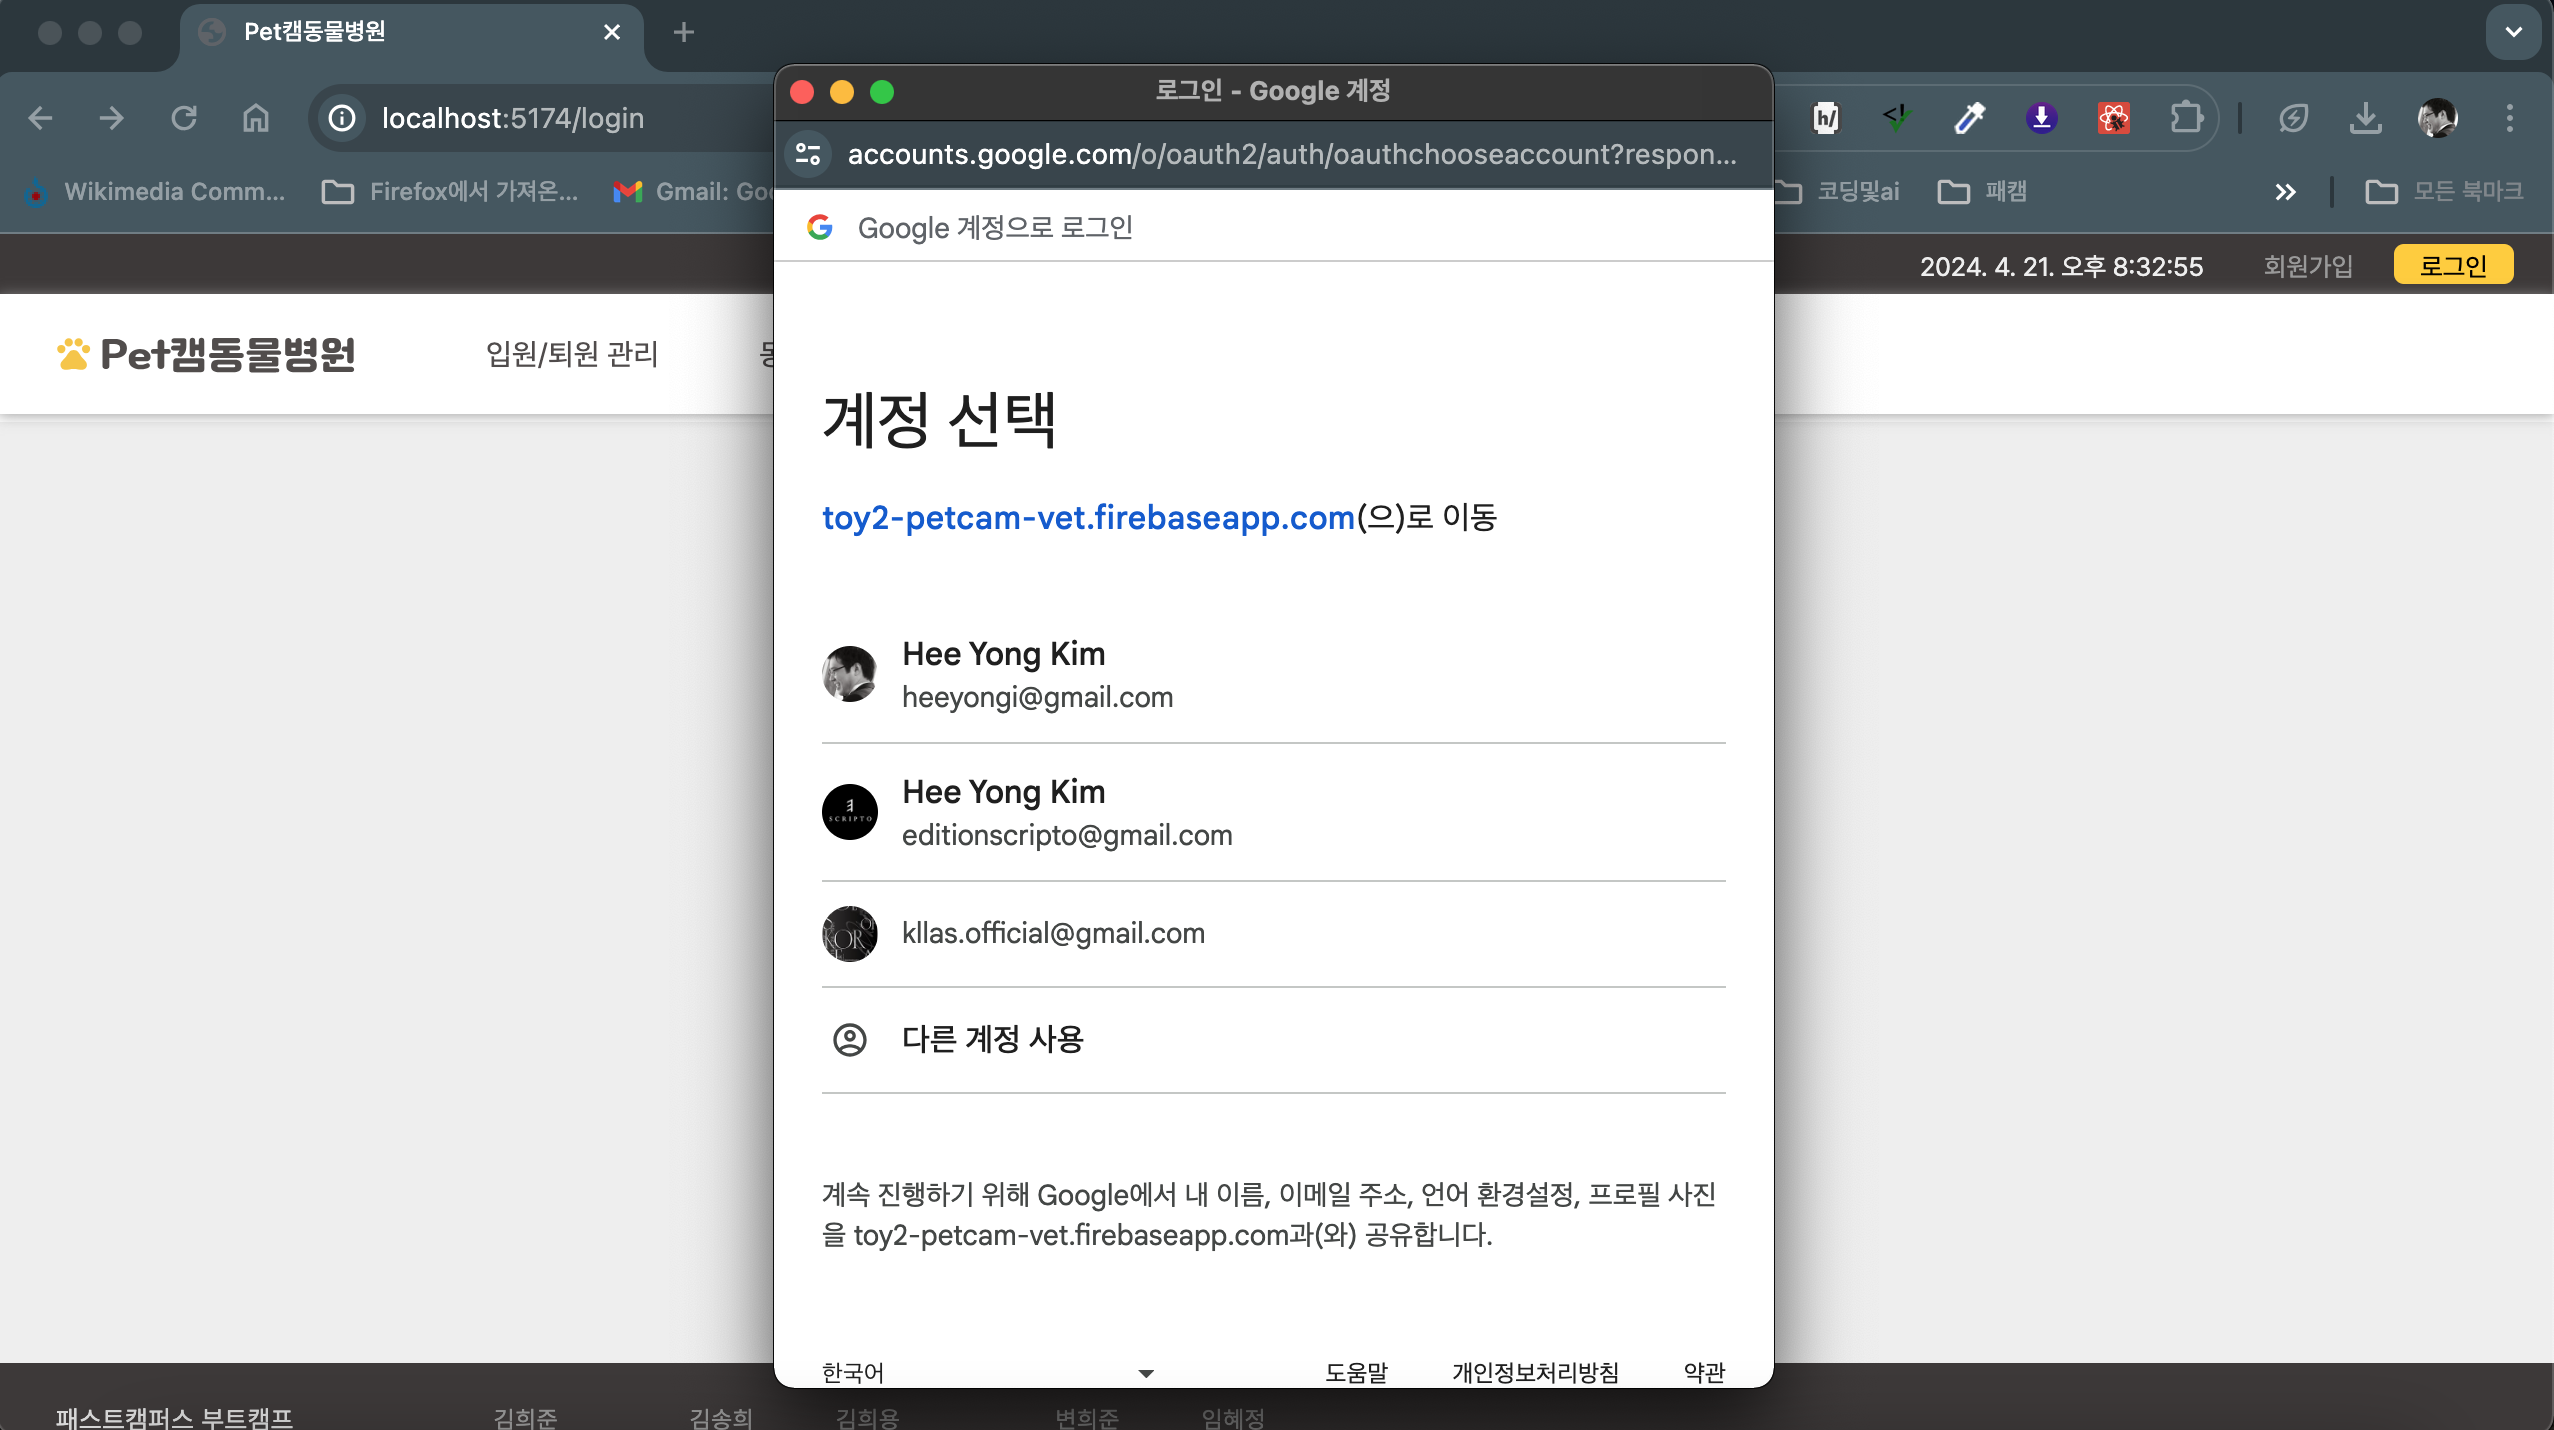 Pet캠동물병원
로그인 - Google 계정
localhost:5174/login
accounts.google.com/o/oauth2/auth/oauthchooseaccount?respon...
Wikimedia Comm...
Firefox에서 가져온...
Gmail: Goo
코딩및ai
패캠
모든 북마크
Google 계정으로 로그인
2024. 4. 21. 오후 8:32:55
회원가입
로그인
Pet캠동물병원
입원/퇴원 관리
계정 선택
toy2-petcam-vet.firebaseapp.com(으)로 이동
Hee Yong Kim
heeyongi@gmail.com
Hee Yong Kim
SCRIPTO
editionscripto@gmail.com
kllas.official@gmail.com
다른 계정 사용
계속 진행하기 위해 Google에서 내 이름, 이메일 주소, 언어 환경설정, 프로필 사진
을 toy2-petcam-vet.firebaseapp.com과(와) 공유합니다.
한국어
도움말
개인정보처리방침
약관
패스트캠퍼스 부트캠프
김희준
김송희
김희용
변희준
임혜정